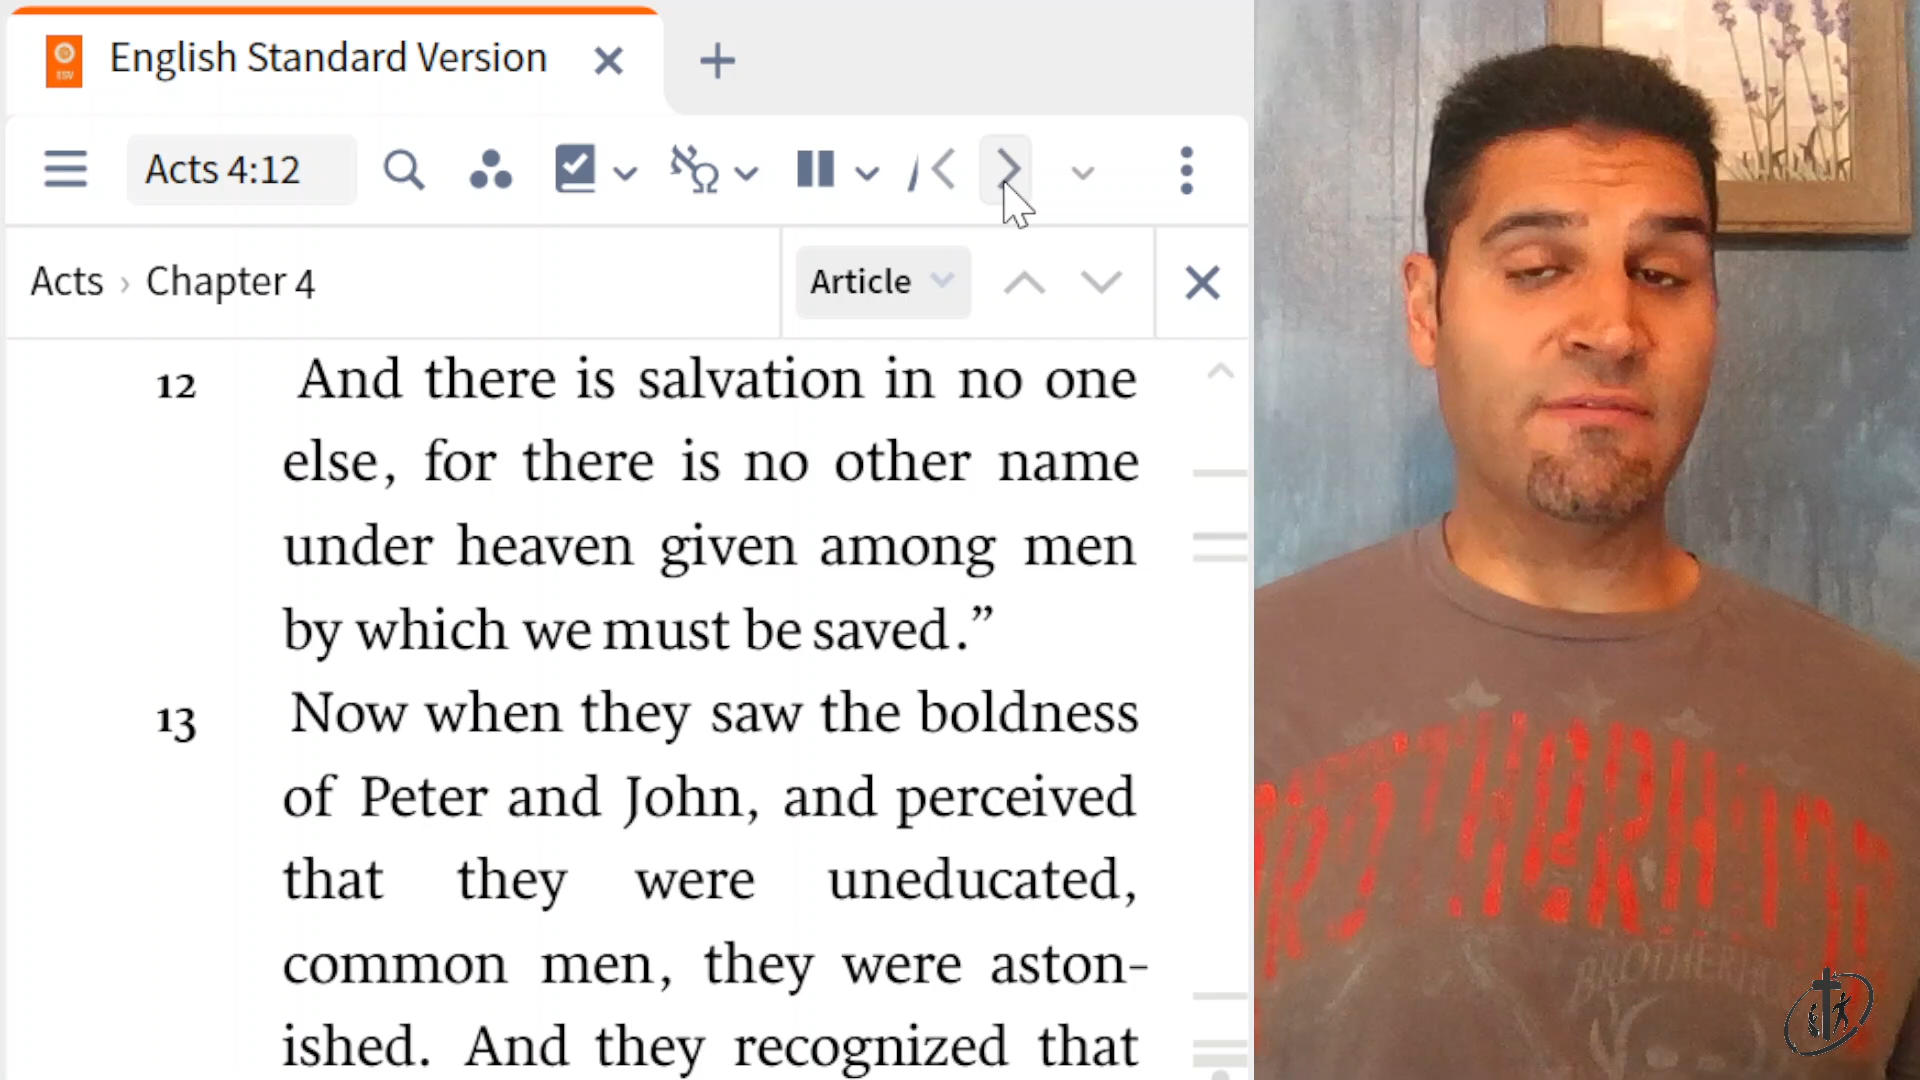 English Standard Version
ESV
Acts 4:12
Acts › Chapter 4
Article
12 And there is salvation in no one
else, for there is no other name
under heaven given among men
by which we must be saved.”
13 Now when they saw the boldness
of Peter and John, and perceived
that they were uneducated,
common men, they were aston-
ished. And they recognized that
BROTHERHOOD